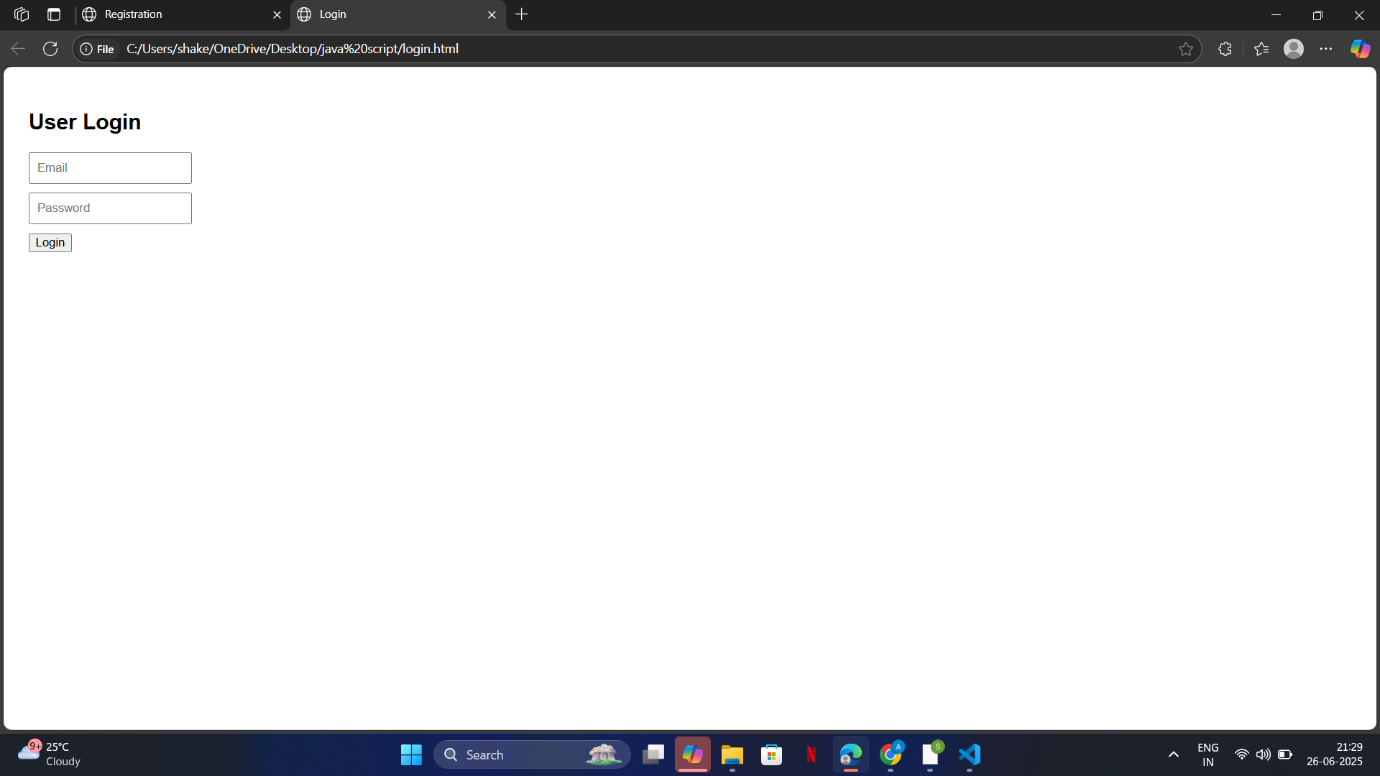 Registration
Login
File C:/Users/shake/OneDrive/Desktop/java%20script/login.html
User Login
Email
Password
Login
9+
25°C
Cloudy
Search
N
A
S
ENG
IN
21:29
26-06-2025